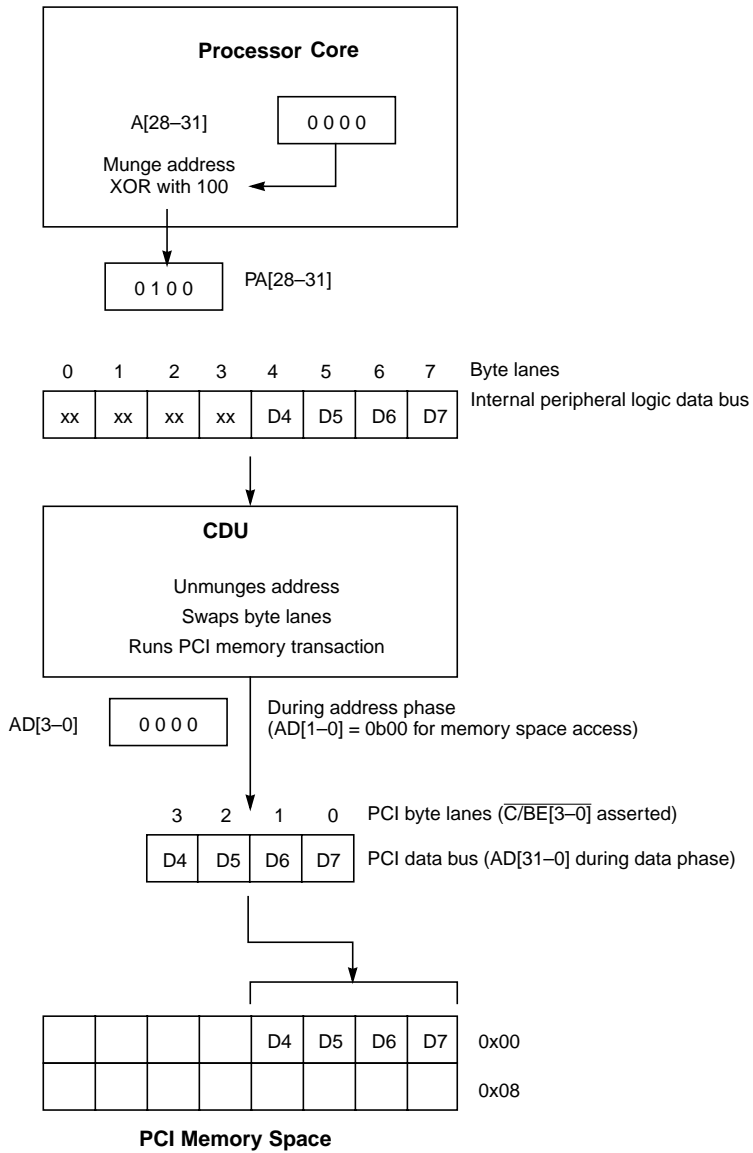 Processor Core
A[28–31]
0 0 0 0
Munge address
XOR with 100
0 1 0 0
PA[28–31]
0 1 2 3 4 5 6 7
Byte lanes
xx xx xx xx D4 D5 D6 D7
Internal peripheral logic data bus
CDU
Unmunges address
Swaps byte lanes
Runs PCI memory transaction
AD[3–0]
0 0 0 0
During address phase
(AD[1–0] = 0b00 for memory space access)
3 2 1 0
PCI byte lanes (C/BE[3–0] asserted)
D4 D5 D6 D7
PCI data bus (AD[31–0] during data phase)
D4 D5 D6 D7 0x00
0x08
PCI Memory Space